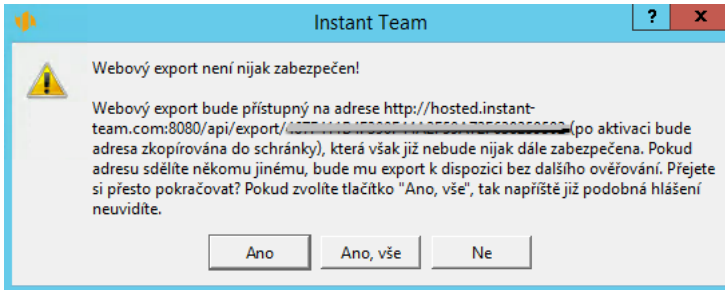 Instant Team
? x
Webový export není nijak zabezpečen!
Webový export bude přístupný na adrese http://hosted.instant-
team.com:8080/api/export/ (po aktivaci bude
adresa zkopírována do schránky), která však již nebude nijak dále zabezpečena. Pokud
adresu sdělíte někomu jinému, bude mu export k dispozici bez dalšího ověřování. Přejete
si přesto pokračovat? Pokud zvolíte tlačítko "Ano, vše", tak napříště již podobná hlášení
neuvidíte.
Ano Ano, vše Ne